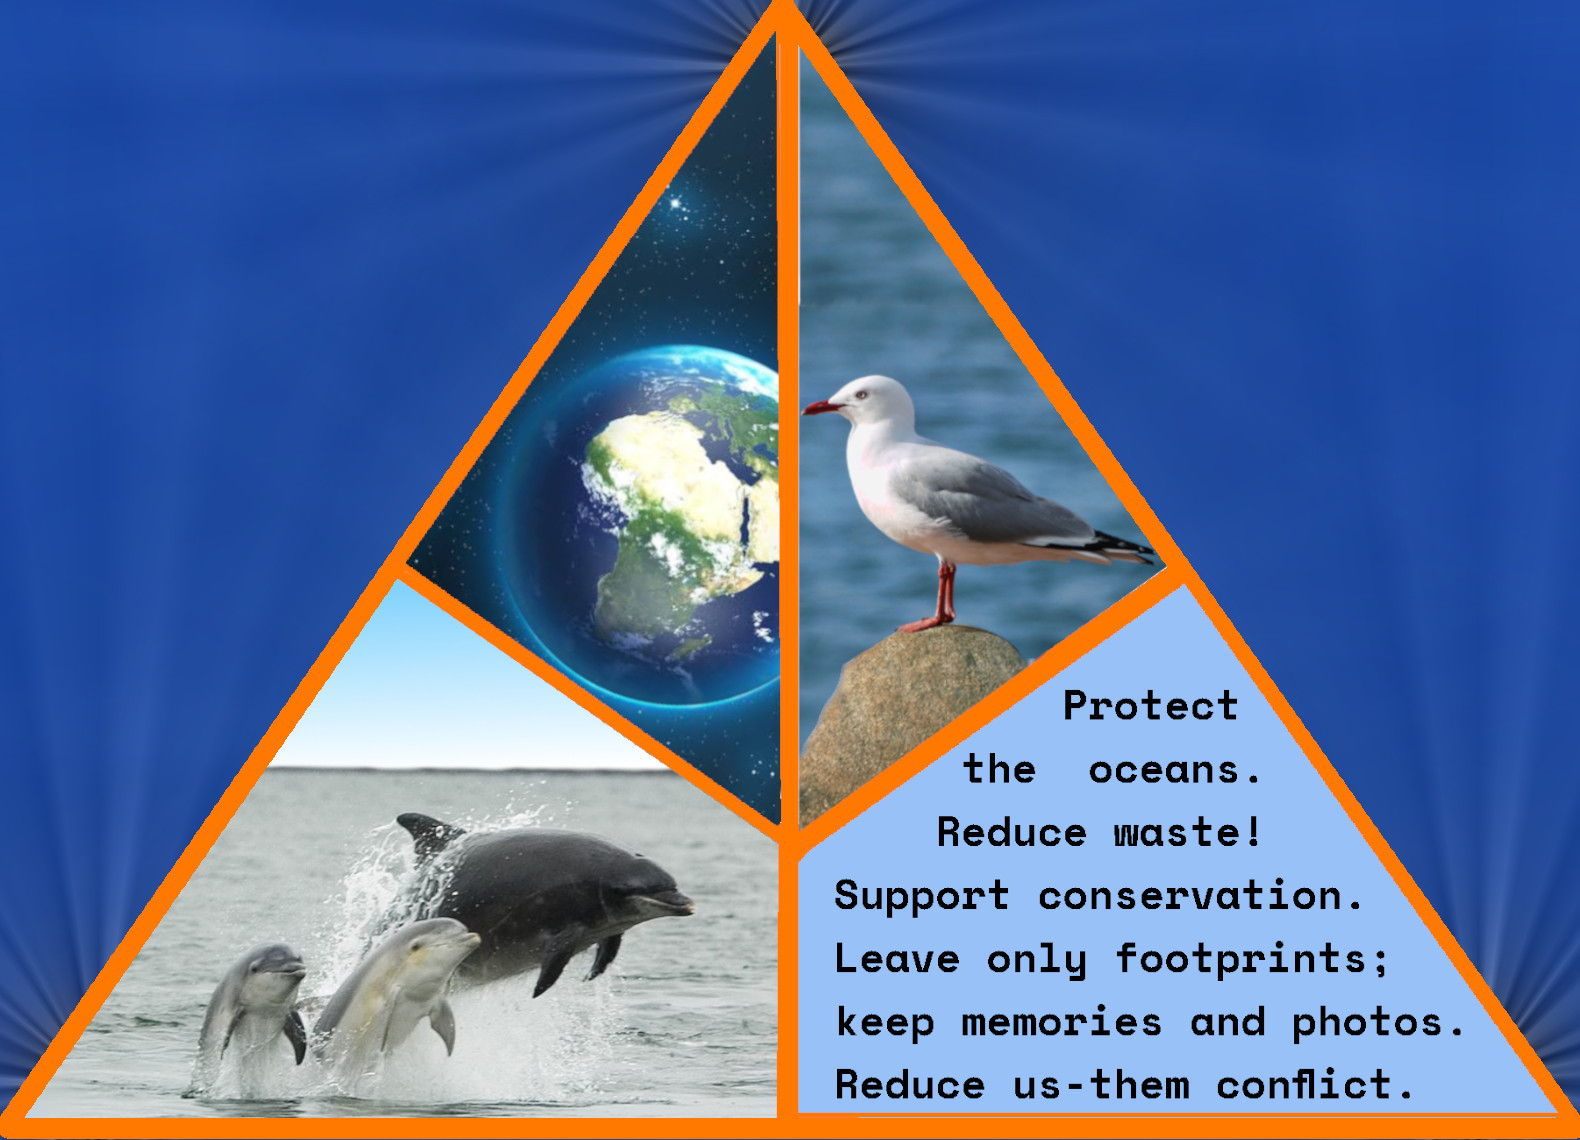 Protect
the oceans.
Reduce waste!
Support conservation.
Leave only footprints;
keep memories and photos.
Reduce us-them conflict.